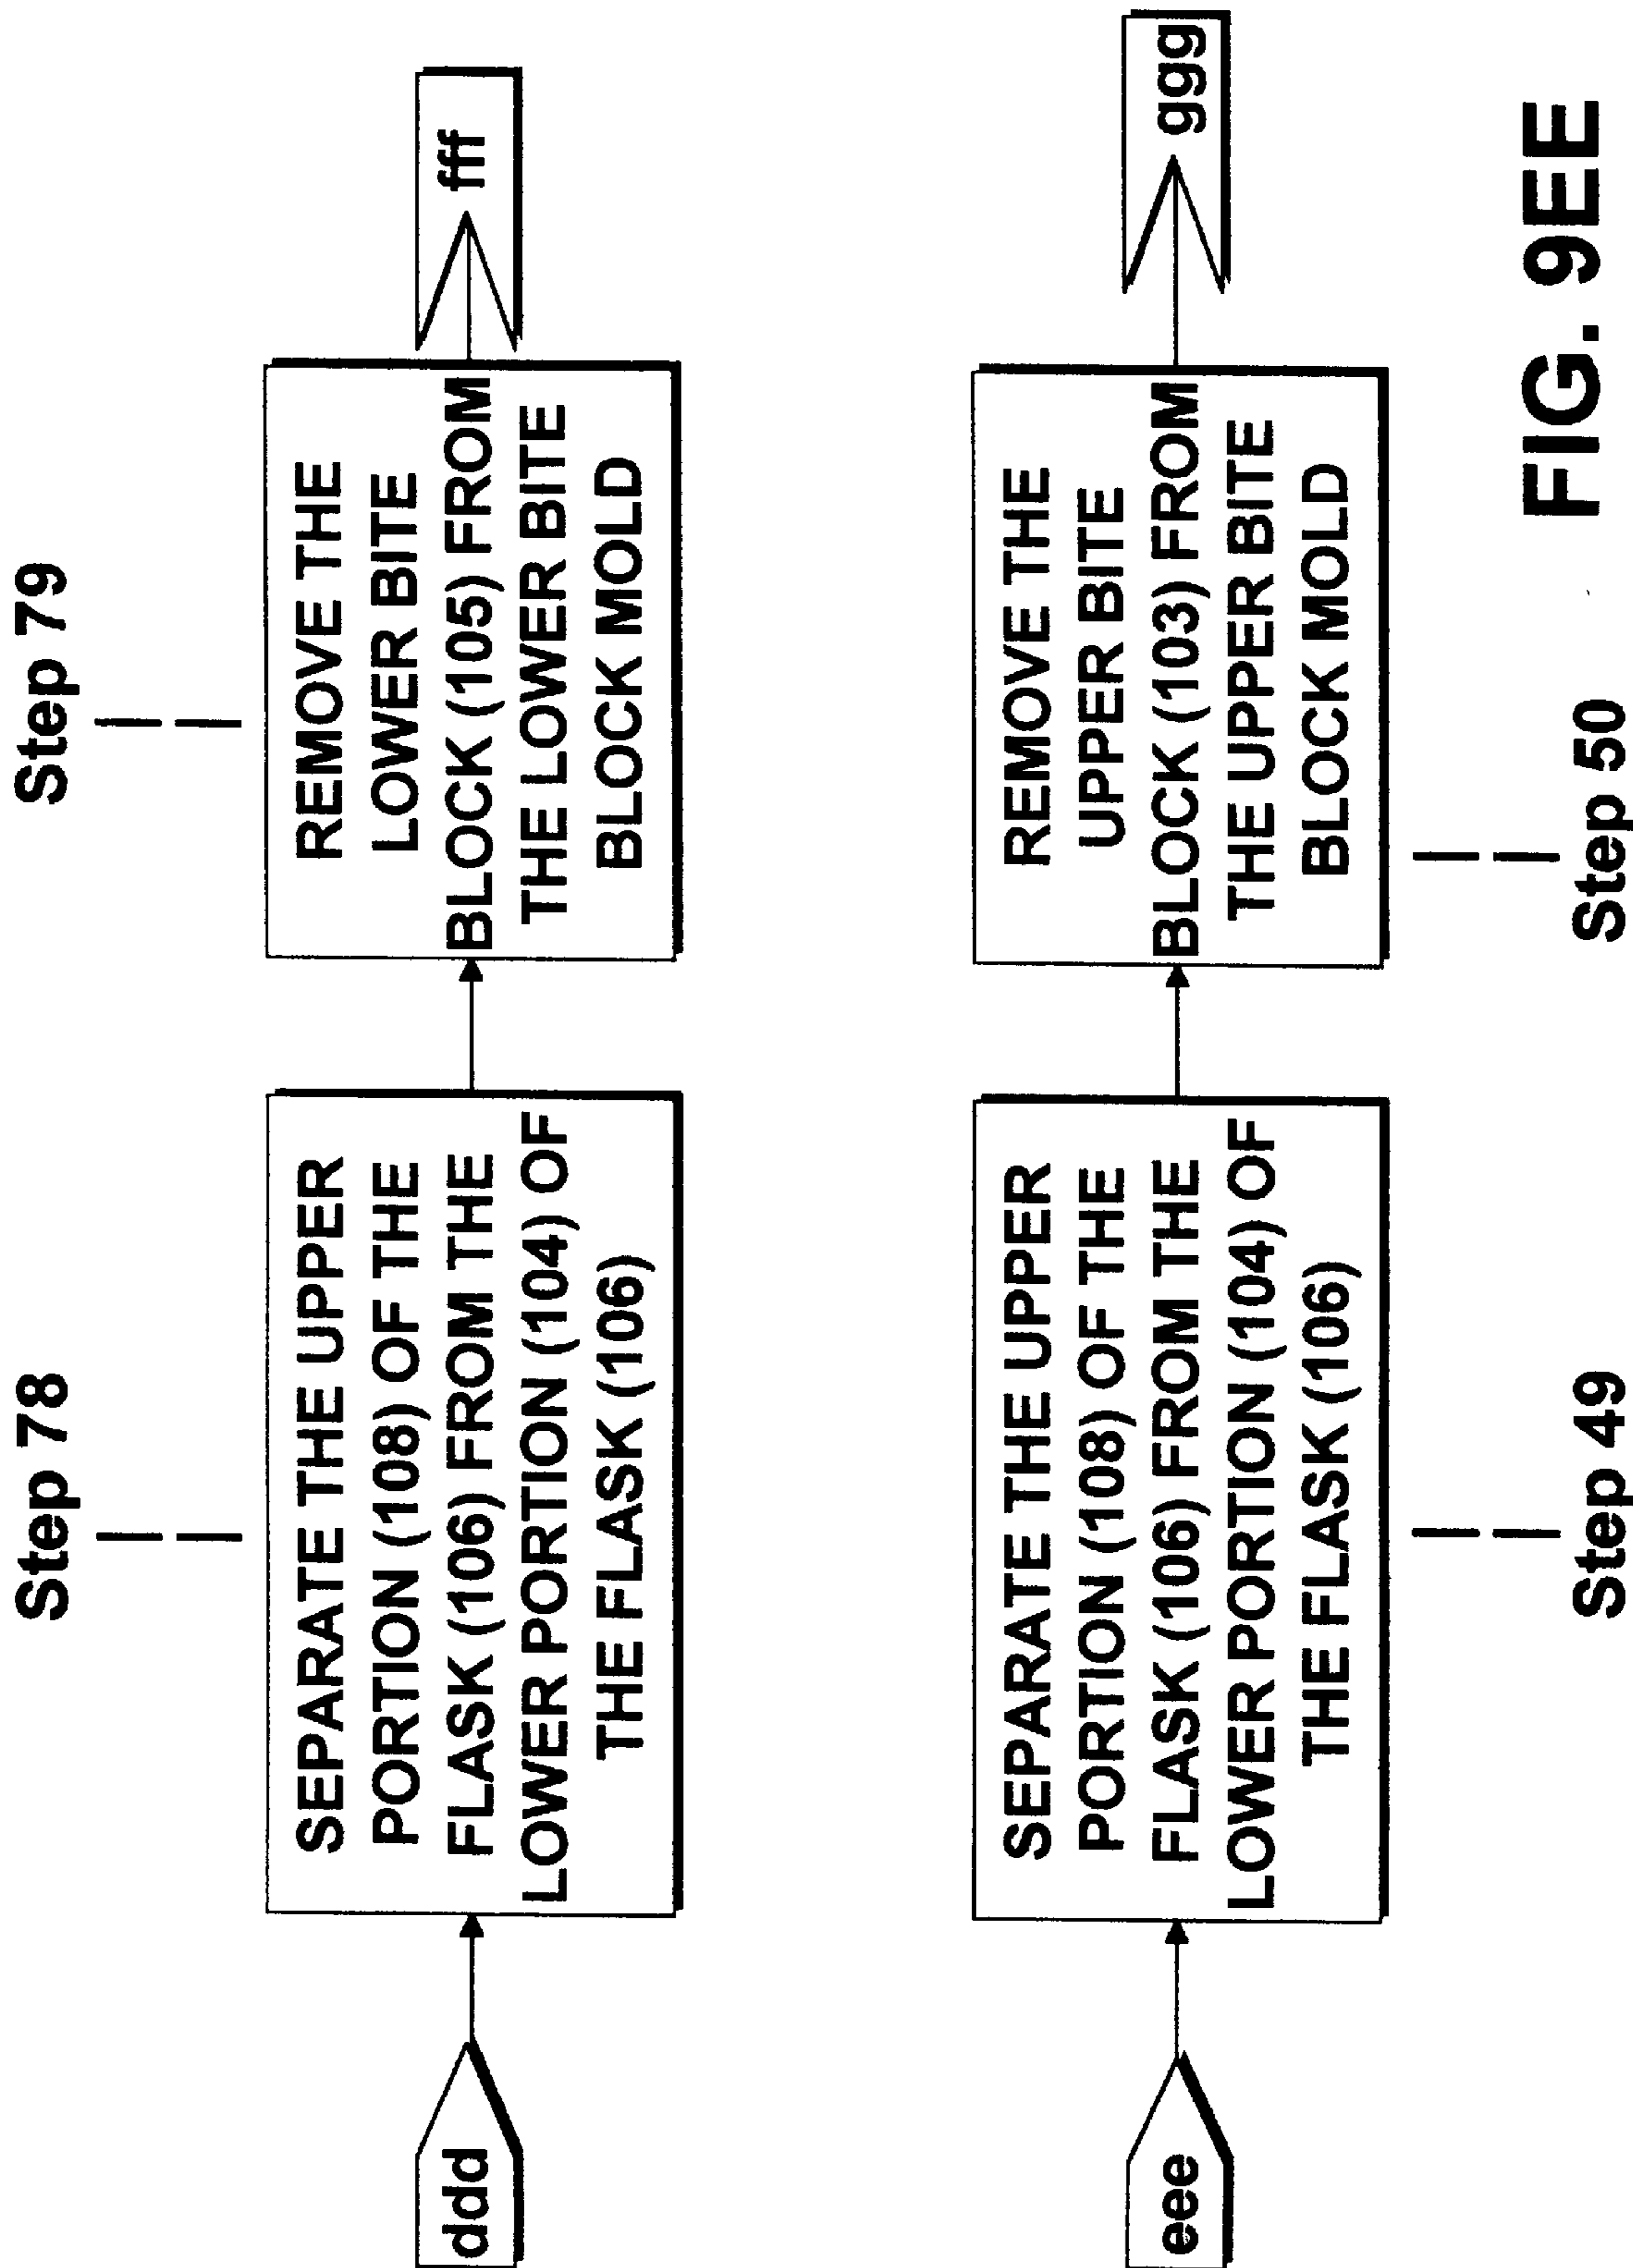 Step 78
Step 79
ddd
SEPARATE THE UPPER
PORTION (108) OF THE
FLASK (106) FROM THE
LOWER PORTION (104) OF
THE FLASK (106)
REMOVE THE
LOWER BITE
BLOCK (105) FROM
THE LOWER BITE
BLOCK MOLD
fff
eee
SEPARATE THE UPPER
PORTION (108) OF THE
FLASK (106) FROM THE
LOWER PORTION (104) OF
THE FLASK (106)
REMOVE THE
UPPER BITE
BLOCK (103) FROM
THE UPPER BITE
BLOCK MOLD
ggg
Step 49
Step 50
FIG. 9EE